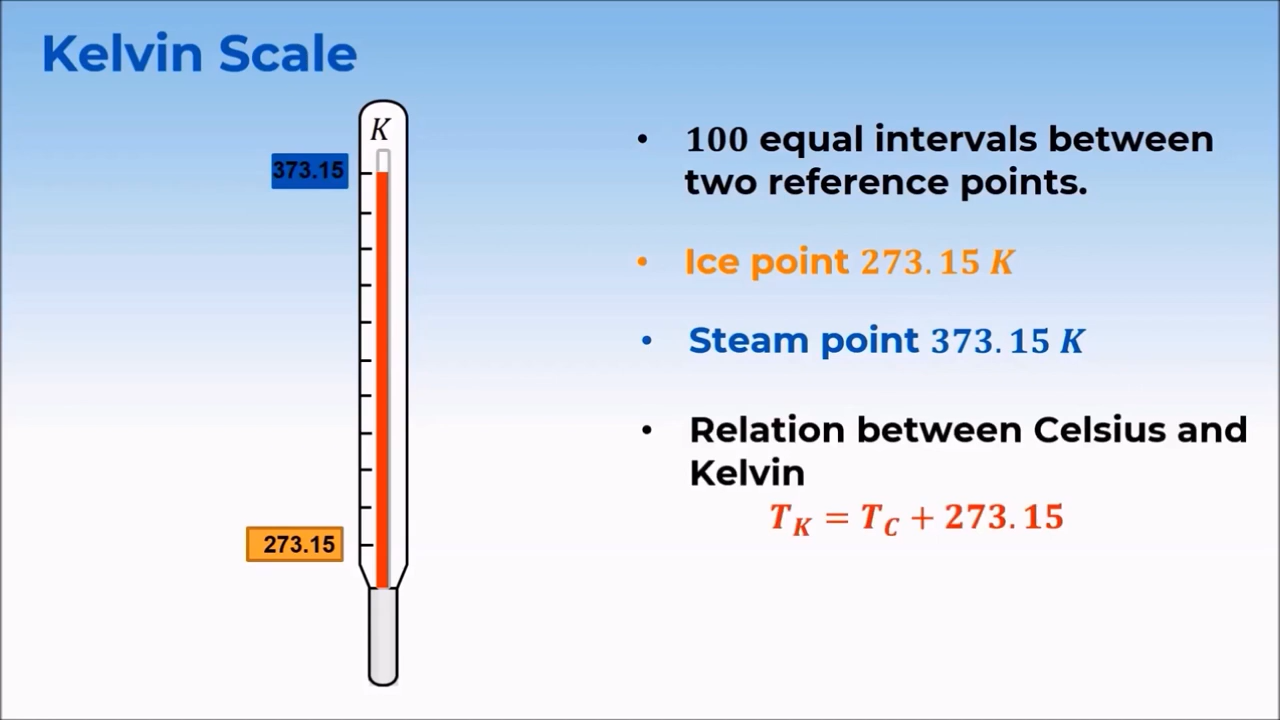 Kelvin Scale
K
373.15
273.15
• 100 equal intervals between
two reference points.
• Ice point 273.15 K
• Steam point 373.15 K
• Relation between Celsius and
Kelvin
T_K = T_C + 273.15